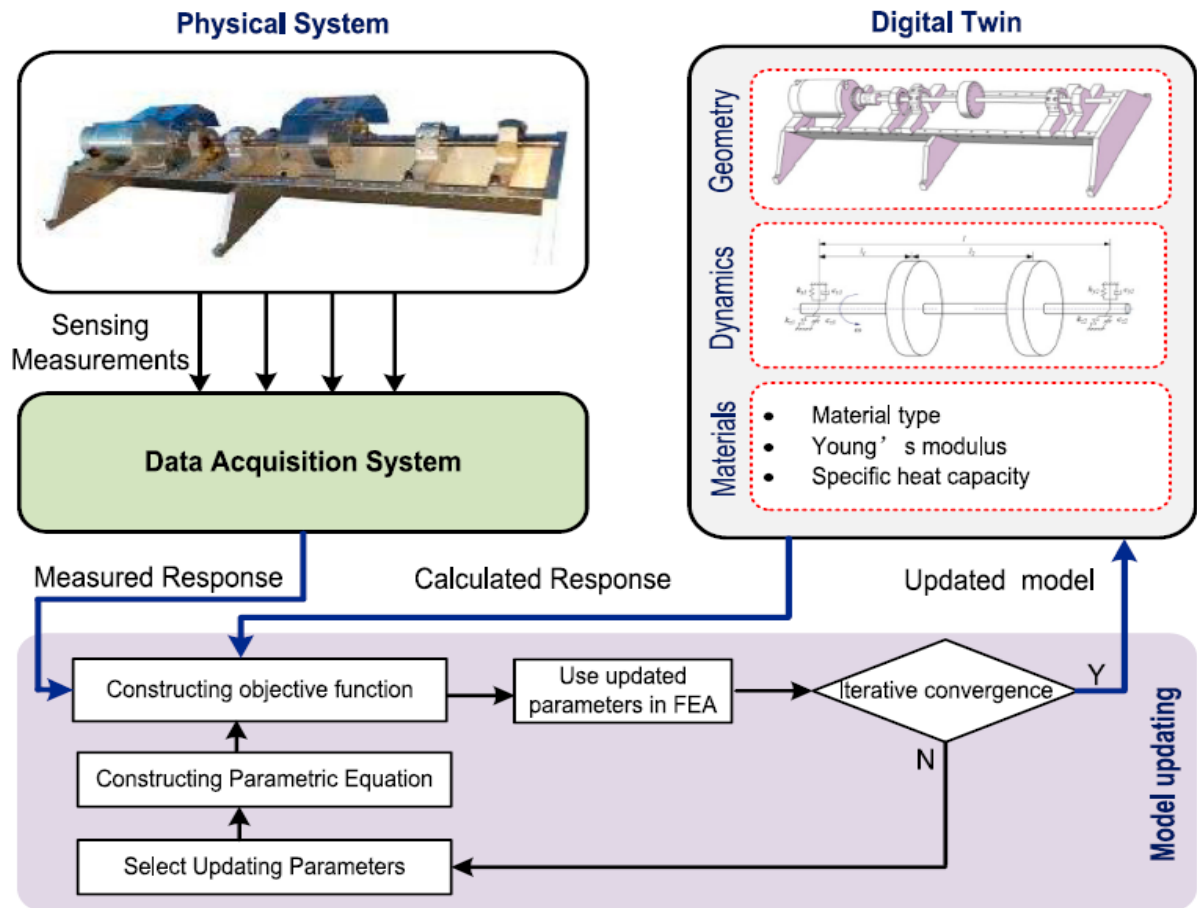 Physical System
Digital Twin
Geometry
Dynamics
Materials
Material type
Young's modulus
Specific heat capacity
Sensing
Measurements
Data Acquisition System
Measured Response
Calculated Response
Updated model
Constructing objective function
Use updated
parameters in FEA
Iterative convergence
Y
N
Constructing Parametric Equation
Select Updating Parameters
Model updating